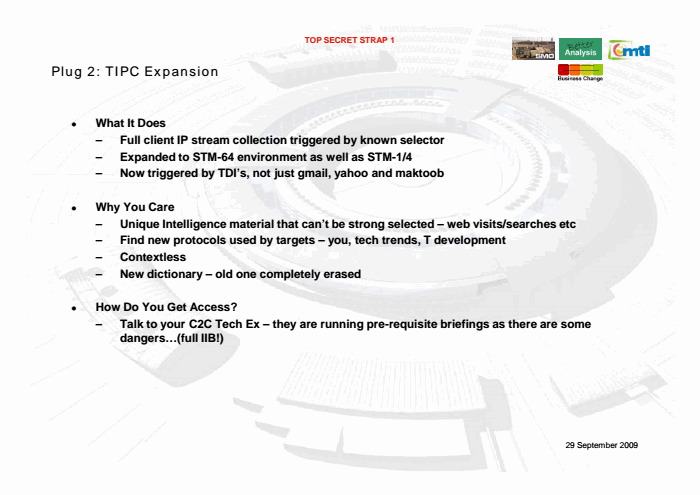 TOP SECRET STRAP 1
SMO
Better
Analysis
6mti
Business Change
Plug 2: TIPC Expansion
• What It Does
– Full client IP stream collection triggered by known selector
– Expanded to STM-64 environment as well as STM-1/4
– Now triggered by TDI's, not just gmail, yahoo and maktoob
• Why You Care
– Unique Intelligence material that can't be strong selected – web visits/searches etc
– Find new protocols used by targets – you, tech trends, T development
– Contextless
– New dictionary – old one completely erased
• How Do You Get Access?
– Talk to your C2C Tech Ex – they are running pre-requisite briefings as there are some
dangers…(full IIB!)
29 September 2009